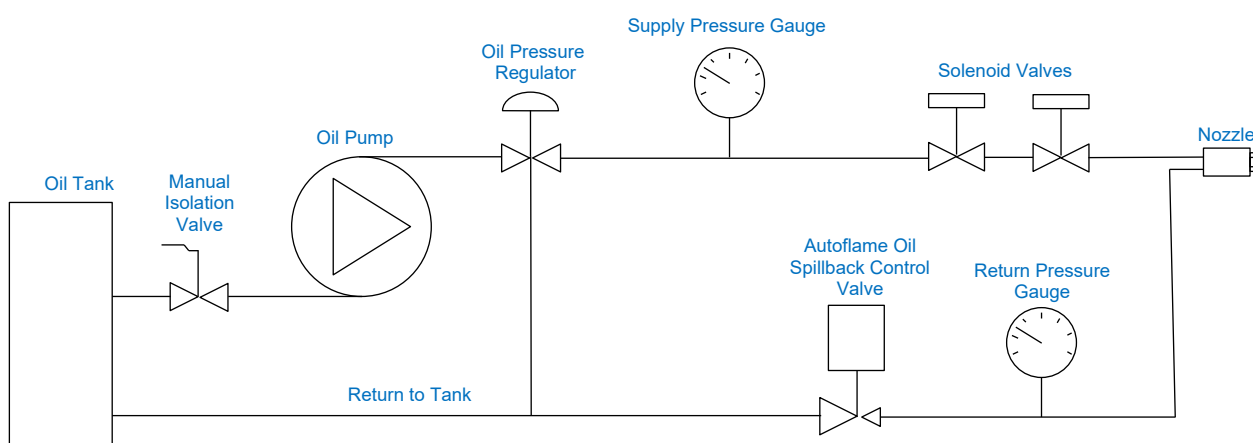 Supply Pressure Gauge
Oil Pressure
Regulator
Solenoid Valves
Oil Pump
Nozzle
Oil Tank
Manual
Isolation
Valve
Autoflame Oil
Spillback Control
Valve
Return Pressure
Gauge
Return to Tank